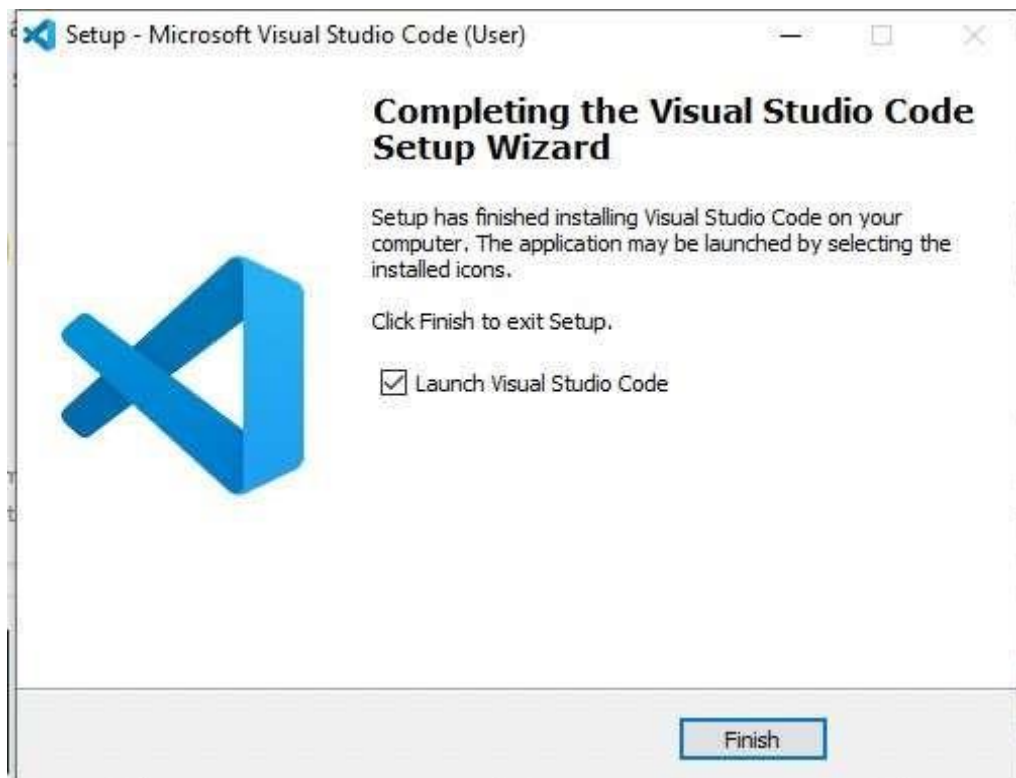 Setup - Microsoft Visual Studio Code (User)
Completing the Visual Studio Code
Setup Wizard
Setup has finished installing Visual Studio Code on your
computer. The application may be launched by selecting the
installed icons.
Click Finish to exit Setup.
Launch Visual Studio Code
Finish